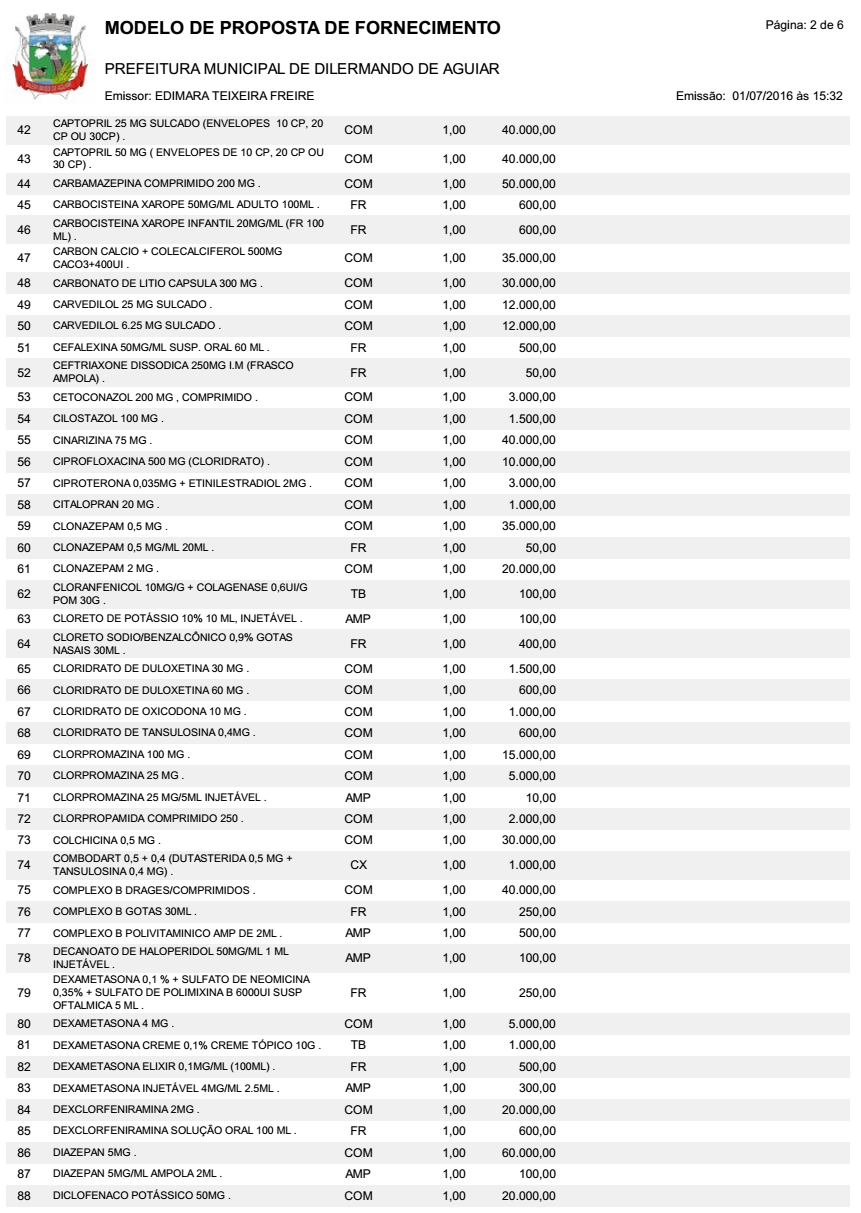 MODELO DE PROPOSTA DE FORNECIMENTO
Página: 2 de 6
PREFEITURA MUNICIPAL DE DILERMANDO DE AGUIAR
Emissor: EDIMARA TEIXEIRA FREIRE
Emissão: 01/07/2016 às 15:32
42 CAPTOPRIL 25 MG SULCADO (ENVELOPES 10 CP, 20 CP OU 30CP) . COM 1,00 40.000,00
43 CAPTOPRIL 50 MG ( ENVELOPES DE 10 CP, 20 CP OU 30 CP) . COM 1,00 40.000,00
44 CARBAMAZEPINA COMPRIMIDO 200 MG . COM 1,00 50.000,00
45 CARBOCISTEINA XAROPE 50MG/ML ADULTO 100ML . FR 1,00 600,00
46 CARBOCISTEINA XAROPE INFANTIL 20MG/ML (FR 100 ML) . FR 1,00 600,00
47 CARBON CALCIO + COLECALCIFEROL 500MG CACO3+400UI . COM 1,00 35.000,00
48 CARBONATO DE LITIO CAPSULA 300 MG . COM 1,00 30.000,00
49 CARVEDILOL 25 MG SULCADO . COM 1,00 12.000,00
50 CARVEDILOL 6.25 MG SULCADO . COM 1,00 12.000,00
51 CEFALEXINA 50MG/ML SUSP. ORAL 60 ML . FR 1,00 500,00
52 CEFTRIAXONE DISSODICA 250MG I.M (FRASCO AMPOLA) . FR 1,00 50,00
53 CETOCONAZOL 200 MG , COMPRIMIDO . COM 1,00 3.000,00
54 CILOSTAZOL 100 MG . COM 1,00 1.500,00
55 CINARIZINA 75 MG . COM 1,00 40.000,00
56 CIPROFLOXACINA 500 MG (CLORIDRATO) . COM 1,00 10.000,00
57 CIPROTERONA 0,035MG + ETINILESTRADIOL 2MG . COM 1,00 3.000,00
58 CITALOPRAN 20 MG . COM 1,00 1.000,00
59 CLONAZEPAM 0,5 MG . COM 1,00 35.000,00
60 CLONAZEPAM 0,5 MG/ML 20ML . FR 1,00 50,00
61 CLONAZEPAM 2 MG . COM 1,00 20.000,00
62 CLORANFENICOL 10MG/G + COLAGENASE 0,6UI/G POM 30G . TB 1,00 100,00
63 CLORETO DE POTÁSSIO 10% 10 ML, INJETÁVEL . AMP 1,00 100,00
64 CLORETO SODIO/BENZALCÔNICO 0,9% GOTAS NASAIS 30ML . FR 1,00 400,00
65 CLORIDRATO DE DULOXETINA 30 MG . COM 1,00 1.500,00
66 CLORIDRATO DE DULOXETINA 60 MG . COM 1,00 600,00
67 CLORIDRATO DE OXICODONA 10 MG . COM 1,00 1.000,00
68 CLORIDRATO DE TANSULOSINA 0,4MG . COM 1,00 600,00
69 CLORPROMAZINA 100 MG . COM 1,00 15.000,00
70 CLORPROMAZINA 25 MG . COM 1,00 5.000,00
71 CLORPROMAZINA 25 MG/5ML INJETÁVEL . AMP 1,00 10,00
72 CLORPROPAMIDA COMPRIMIDO 250 . COM 1,00 2.000,00
73 COLCHICINA 0,5 MG . COM 1,00 30.000,00
74 COMBODART 0,5 + 0,4 (DUTASTERIDA 0,5 MG + TANSULOSINA 0,4 MG) . CX 1,00 1.000,00
75 COMPLEXO B DRAGES/COMPRIMIDOS . COM 1,00 40.000,00
76 COMPLEXO B GOTAS 30ML . FR 1,00 250,00
77 COMPLEXO B POLIVITAMINICO AMP DE 2ML . AMP 1,00 500,00
78 DECANOATO DE HALOPERIDOL 50MG/ML 1 ML INJETÁVEL . AMP 1,00 100,00
79 DEXAMETASONA 0,1 % + SULFATO DE NEOMICINA 0,35% + SULFATO DE POLIMIXINA B 6000UI SUSP OFTALMICA 5 ML . FR 1,00 250,00
80 DEXAMETASONA 4 MG . COM 1,00 5.000,00
81 DEXAMETASONA CREME 0,1% CREME TÓPICO 10G . TB 1,00 1.000,00
82 DEXAMETASONA ELIXIR 0,1MG/ML (100ML) . FR 1,00 500,00
83 DEXAMETASONA INJETÁVEL 4MG/ML 2.5ML . AMP 1,00 300,00
84 DEXCLORFENIRAMINA 2MG . COM 1,00 20.000,00
85 DEXCLORFENIRAMINA SOLUÇÃO ORAL 100 ML . FR 1,00 600,00
86 DIAZEPAN 5MG . COM 1,00 60.000,00
87 DIAZEPAN 5MG/ML AMPOLA 2ML . AMP 1,00 100,00
88 DICLOFENACO POTÁSSICO 50MG . COM 1,00 20.000,00